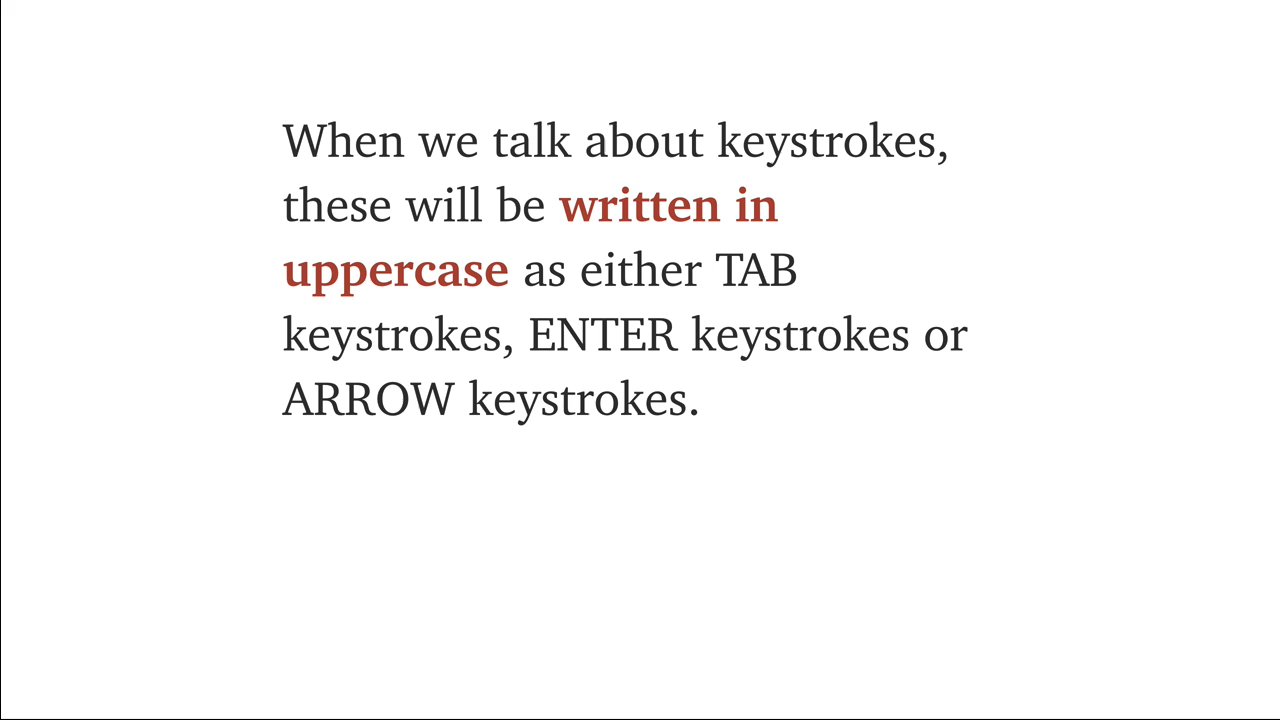 When we talk about keystrokes,
these will be written in
uppercase as either TAB
keystrokes, ENTER keystrokes or
ARROW keystrokes.